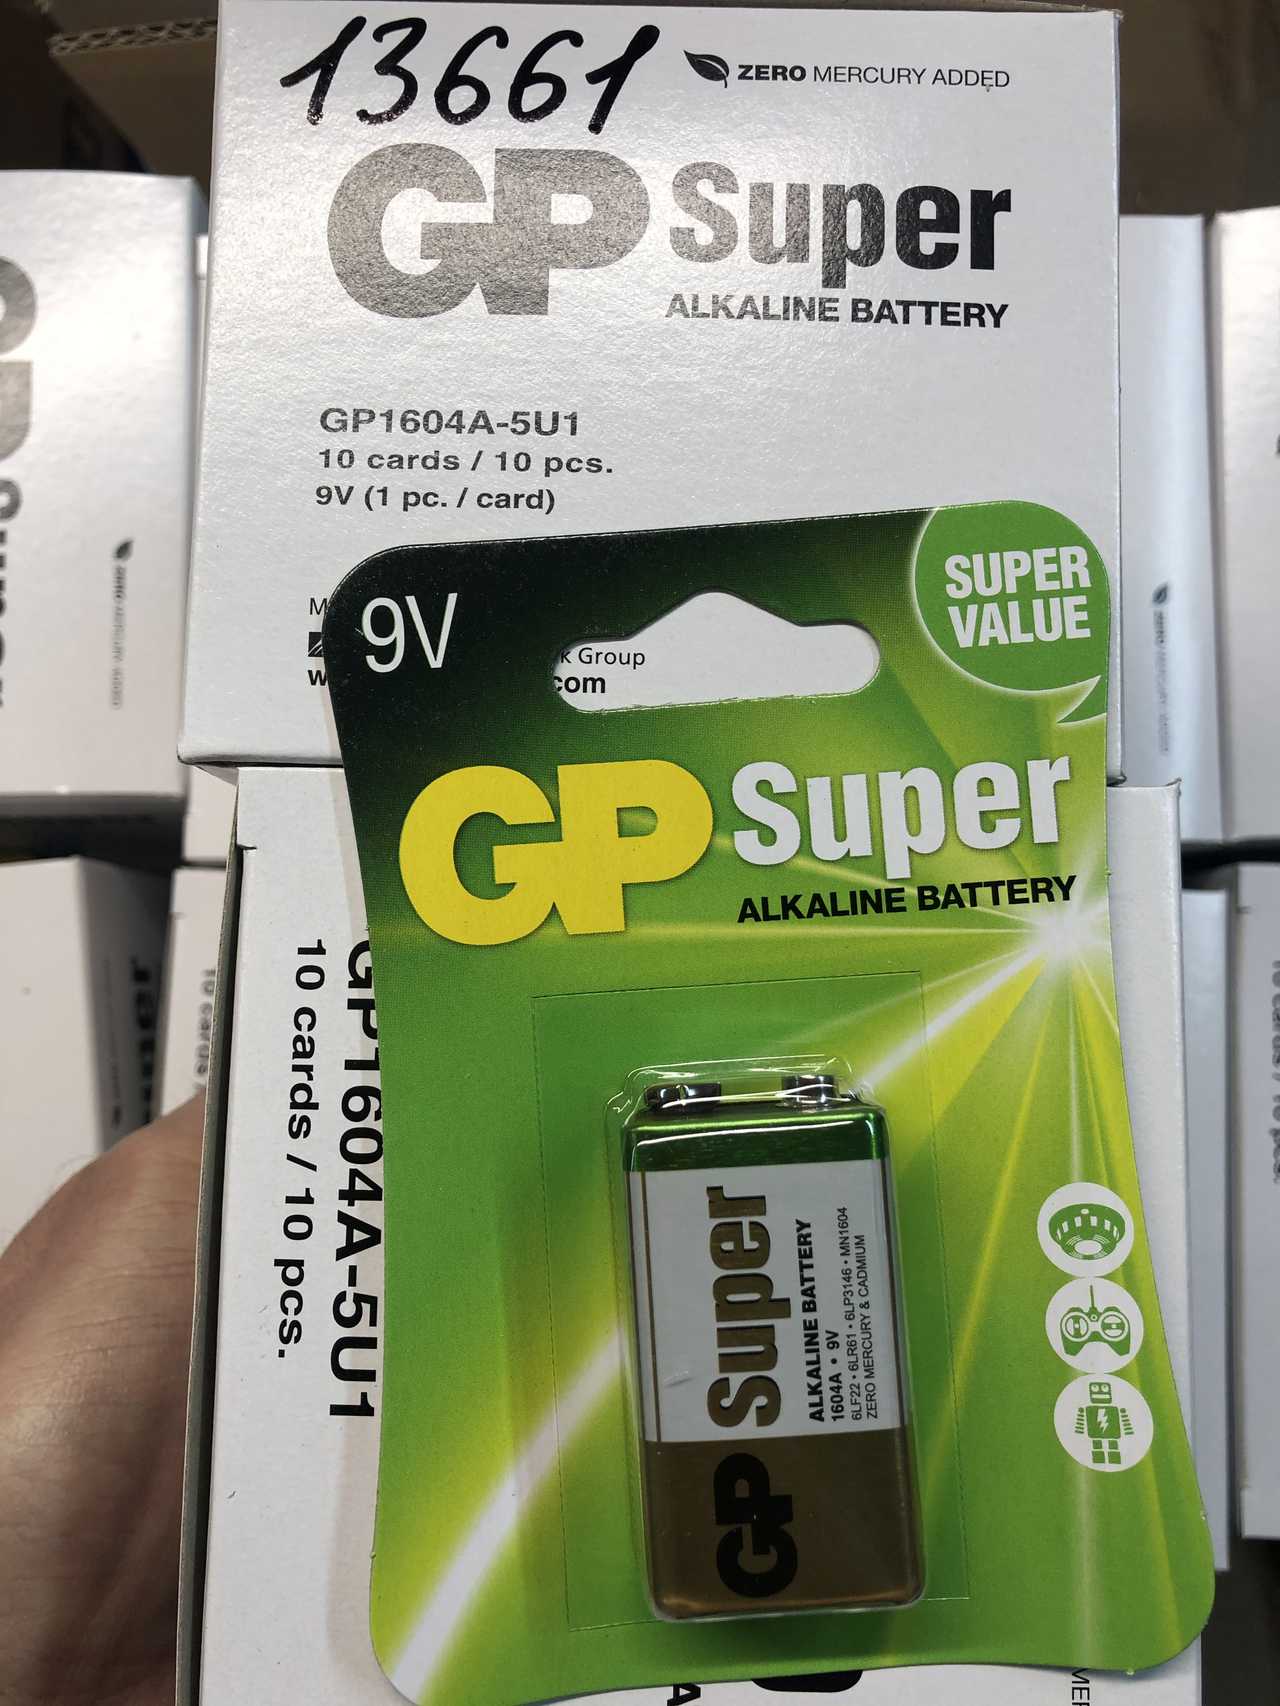 13661
ZERO MERCURY ADDED
GP Super
ALKALINE BATTERY
GP1604A-5U1
10 cards / 10 pcs.
9V (1 pc. / card)
k Group
com
9V
SUPER
VALUE
GP Super
ALKALINE BATTERY
GP Super
ALKALINE BATTERY
1604A • 9V
6LF22 • 6LR61 • 6LP3146 • MN1604
ZERO MERCURY & CADMIUM
GP1604A-5U1
10 cards / 10 pcs.